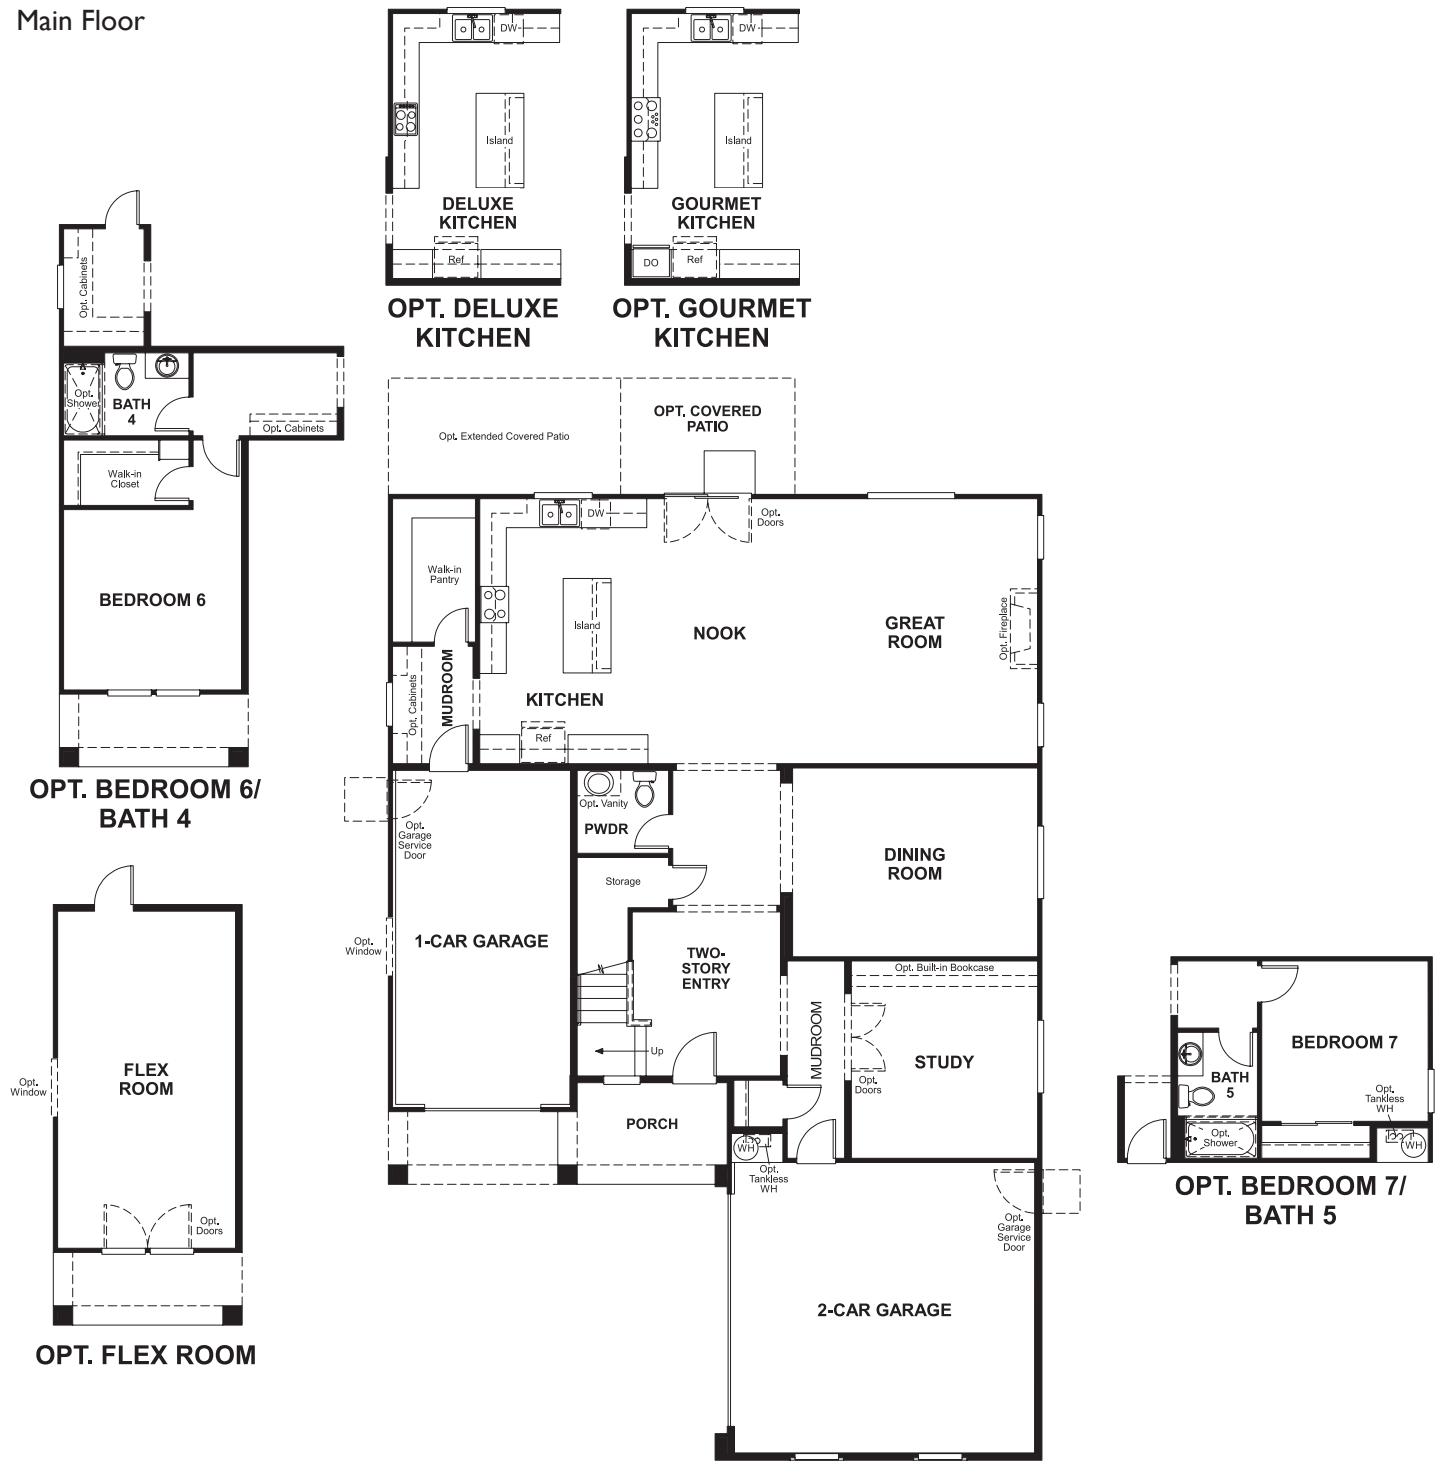 Main Floor
DW
Island
DELUXE
KITCHEN
Ref
OPT. DELUXE
KITCHEN
DW
Island
GOURMET
KITCHEN
DO
Ref
OPT. GOURMET
KITCHEN
Opt. Cabinets
Opt.
Shower
BATH
4
Opt. Cabinets
Walk-in
Closet
BEDROOM 6
OPT. BEDROOM 6/
BATH 4
Opt. Extended Covered Patio
OPT. COVERED
PATIO
DW
Opt.
Doors
Walk-in
Pantry
Island
NOOK
GREAT
ROOM
Opt. Fireplace
Opt. Cabinets
MUDROOM
KITCHEN
Ref
Opt.
Garage
Service
Door
Opt. Vanity
PWDR
Storage
DINING
ROOM
Opt.
Window
1-CAR GARAGE
TWO-
STORY
ENTRY
Opt. Built-in Bookcase
MUDROOM
STUDY
Up
Opt.
Doors
PORCH
WH
Opt.
Tankless
WH
Opt.
Garage
Service
Door
2-CAR GARAGE
FLEX
ROOM
Opt.
Window
Opt.
Doors
OPT. FLEX ROOM
BEDROOM 7
BATH
5
Opt.
Tankless
WH
Opt.
Shower
WH
OPT. BEDROOM 7/
BATH 5